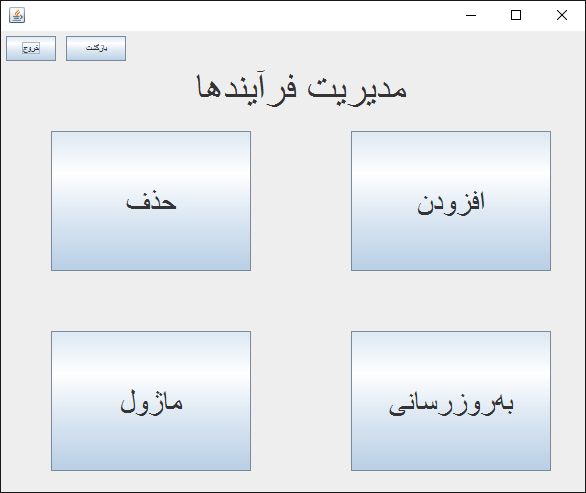 بازگشت
خروج
مدیریت فرآیندها
افزودن
حذف
به‌روزرسانی
ماژول